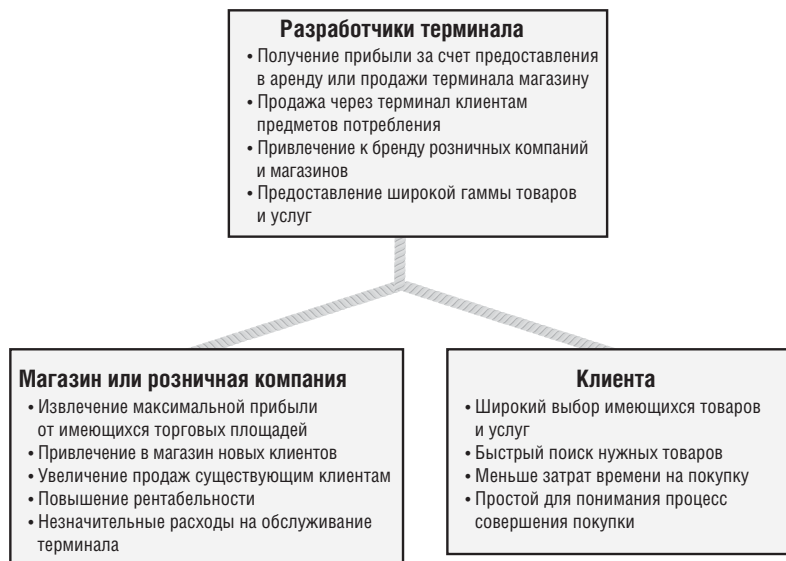 Разработчики терминала
• Получение прибыли за счет предоставления
в аренду или продажи терминала магазину
• Продажа через терминал клиентам
предметов потребления
• Привлечение к бренду розничных компаний
и магазинов
• Предоставление широкой гаммы товаров
и услуг
Магазин или розничная компания
• Извлечение максимальной прибыли
от имеющихся торговых площадей
• Привлечение в магазин новых клиентов
• Увеличение продаж существующим клиентам
• Повышение рентабельности
• Незначительные расходы на обслуживание
терминала
Клиента
• Широкий выбор имеющихся товаров
и услуг
• Быстрый поиск нужных товаров
• Меньше затрат времени на покупку
• Простой для понимания процесс
совершения покупки